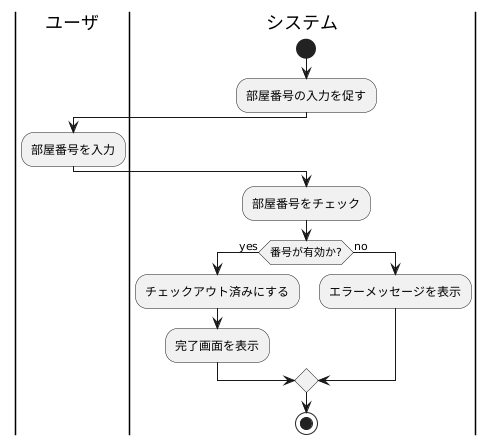 ユーザ
システム
部屋番号の入力を促す
部屋番号を入力
部屋番号をチェック
yes
番号が有効か?
no
チェックアウト済みにする
エラーメッセージを表示
完了画面を表示